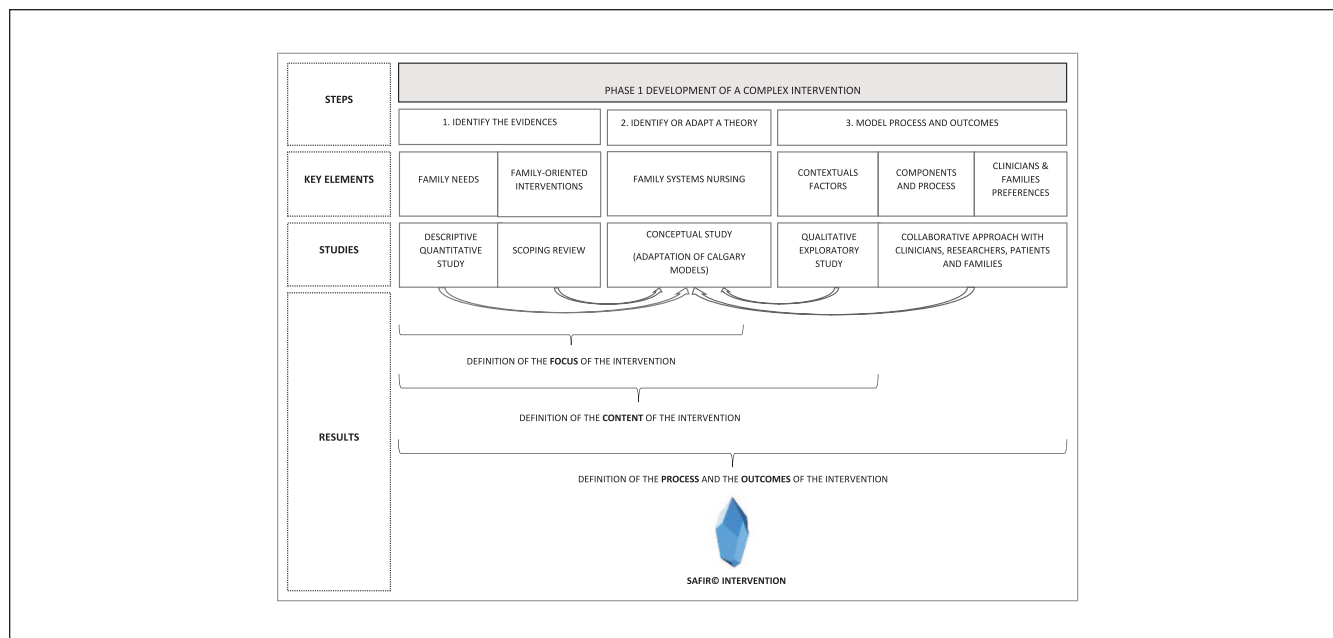 STEPS
PHASE 1 DEVELOPMENT OF A COMPLEX INTERVENTION
1. IDENTIFY THE EVIDENCES
2. IDENTIFY OR ADAPT A THEORY
3. MODEL PROCESS AND OUTCOMES
KEY ELEMENTS
FAMILY NEEDS
FAMILY-ORIENTED
INTERVENTIONS
FAMILY SYSTEMS NURSING
CONTEXTUALS
FACTORS
COMPONENTS
AND PROCESS
CLINICIANS &
FAMILIES
PREFERENCES
STUDIES
DESCRIPTIVE
QUANTITATIVE
STUDY
SCOPING REVIEW
CONCEPTUAL STUDY
(ADAPTATION OF CALGARY
MODELS)
QUALITATIVE
EXPLORATORY
STUDY
COLLABORATIVE APPROACH WITH
CLINICIANS, RESEARCHERS, PATIENTS
AND FAMILIES
RESULTS
DEFINITION OF THE FOCUS OF THE INTERVENTION
DEFINITION OF THE CONTENT OF THE INTERVENTION
DEFINITION OF THE PROCESS AND THE OUTCOMES OF THE INTERVENTION
SAFIR© INTERVENTION